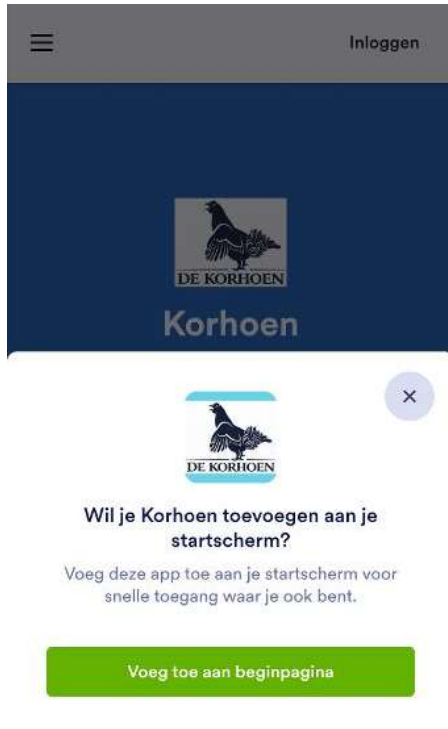 Inloggen
DE KORHOEN
Korhoen
DE KORHOEN
Wil je Korhoen toevoegen aan je
startscherm?
Voeg deze app toe aan je startscherm voor
snelle toegang waar je ook bent.
Voeg toe aan beginpagina